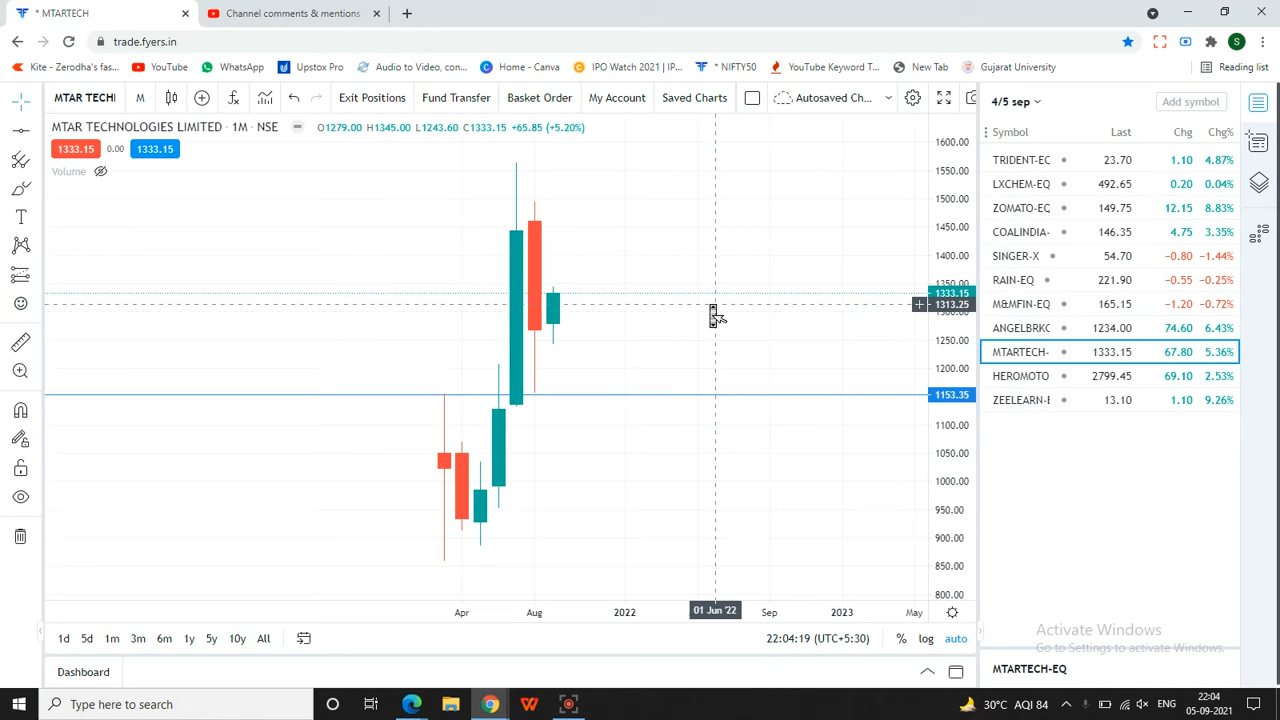 * MTARTECH
Channel comments & mentions
trade.fyers.in
S
Kite - Zerodha's fas...
YouTube
WhatsApp
Upstox Pro
Audio to Video, con...
Home - Canva
IPO Watch 2021 | IP...
* NIFTY50
YouTube Keyword T...
New Tab
Gujarat University
Reading list
MTAR TECH
M
Exit Positions
Fund Transfer
Basket Order
My Account
Saved Charts
Autosaved Ch...
4/5 sep
Add symbol
MTAR TECHNOLOGIES LIMITED · 1M · NSE
O1279.00 H1345.00 L1243.60 C1333.15 +65.85 (+5.20%)
1333.15 0.00 1333.15
Volume
1600.00
1550.00
1500.00
1450.00
1400.00
1350.00
1333.15
1313.25
1300.00
1250.00
1200.00
1153.35
1100.00
1050.00
1000.00
950.00
900.00
850.00
800.00
Symbol Last Chg Chg%
TRIDENT-EQ 23.70 1.10 4.87%
LXCHEM-EQ 492.65 0.20 0.04%
ZOMATO-EQ 149.75 12.15 8.83%
COALINDIA- 146.35 4.75 3.35%
SINGER-X 54.70 −0.80 −1.44%
RAIN-EQ 221.90 −0.55 −0.25%
M&MFIN-EQ 165.15 −1.20 −0.72%
ANGELBRK 1234.00 74.60 6.43%
MTARTECH- 1333.15 67.80 5.36%
HEROMOTO 2799.45 69.10 2.53%
ZEELEARN-E 13.10 1.10 9.26%
Apr Aug 2022 01 Jun '22 Sep 2023 May
1d 5d 1m 3m 6m 1y 5y 10y All
22:04:19 (UTC+5:30) % log auto
Activate Windows
Go to Settings to activate Windows.
Dashboard
MTARTECH-EQ
Type here to search
W
30°C AQI 84
ENG
22:04
05-09-2021